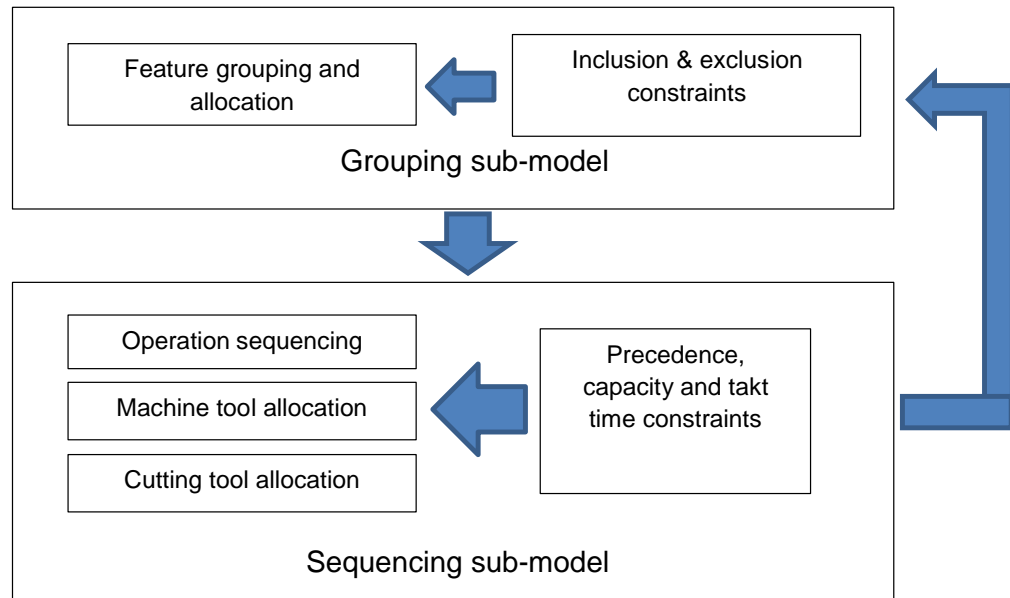 Feature grouping and
allocation
Inclusion & exclusion
constraints
Grouping sub-model
Operation sequencing
Machine tool allocation
Cutting tool allocation
Precedence,
capacity and takt
time constraints
Sequencing sub-model